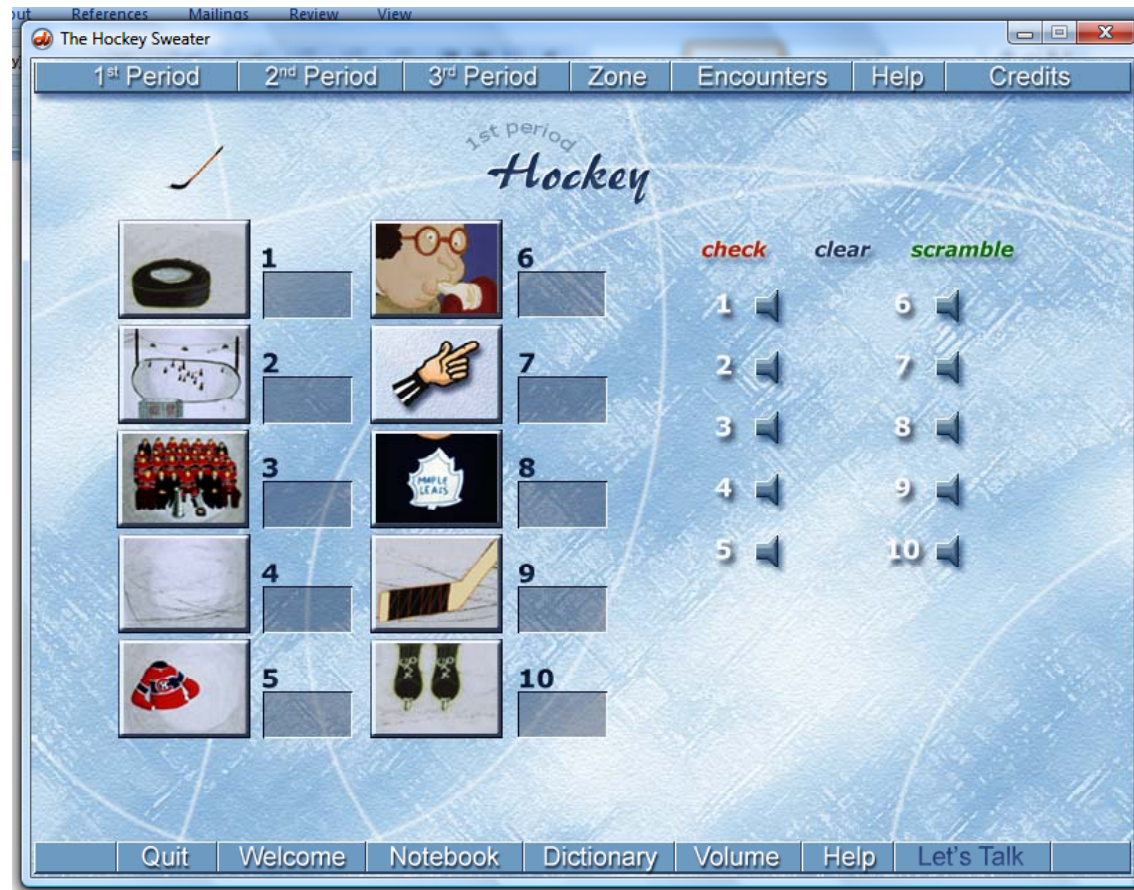 out References Mailings Review View
The Hockey Sweater
1st Period 2nd Period 3rd Period Zone Encounters Help Credits
1st period
Hockey
check clear scramble
1 6
2 7
3 8
MAPLE
LEAFS
4 9
5 10
1 6
2 7
3 8
4 9
5 10
Quit Welcome Notebook Dictionary Volume Help Let's Talk